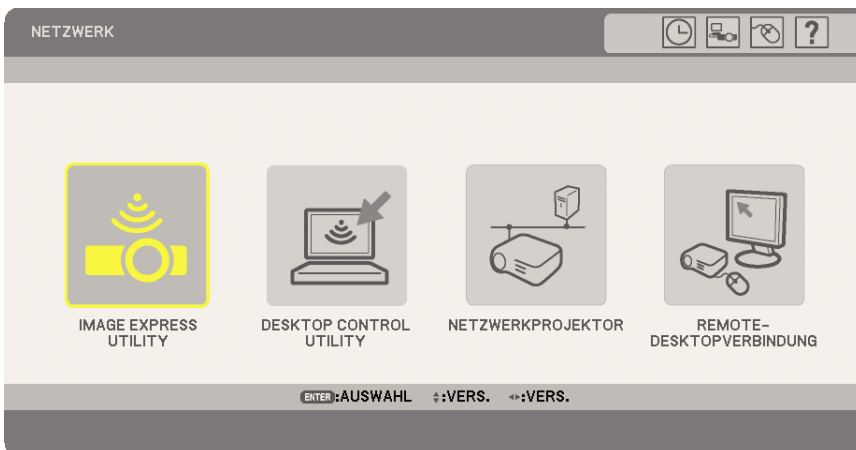 NETZWERK
?
IMAGE EXPRESS
UTILITY
DESKTOP CONTROL
UTILITY
NETZWERKPROJEKTOR
REMOTE-
DESKTOPVERBINDUNG
ENTER:AUSWAHL :VERS. :VERS.